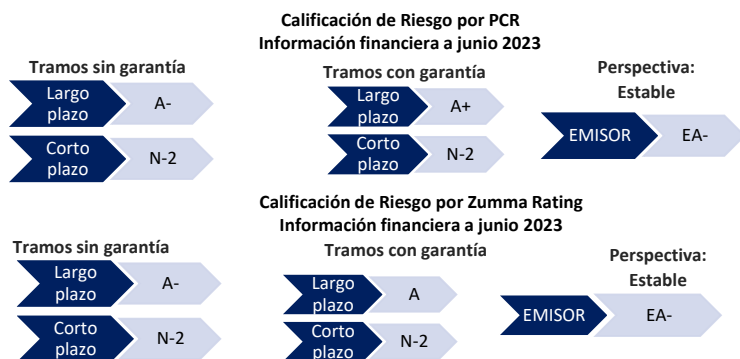 Calificación de Riesgo por PCR
Información financiera a junio 2023
Tramos sin garantía
Largo plazo
A-
Corto plazo
N-2
Tramos con garantía
Largo plazo
A+
Corto plazo
N-2
Perspectiva:
Estable
EMISOR
EA-
Calificación de Riesgo por Zumma Rating
Información financiera a junio 2023
Tramos sin garantía
Largo
plazo
A-
Corto
plazo
N-2
Tramos con garantía
Largo
plazo
A
Corto
plazo
N-2
Perspectiva:
Estable
EMISOR
EA-